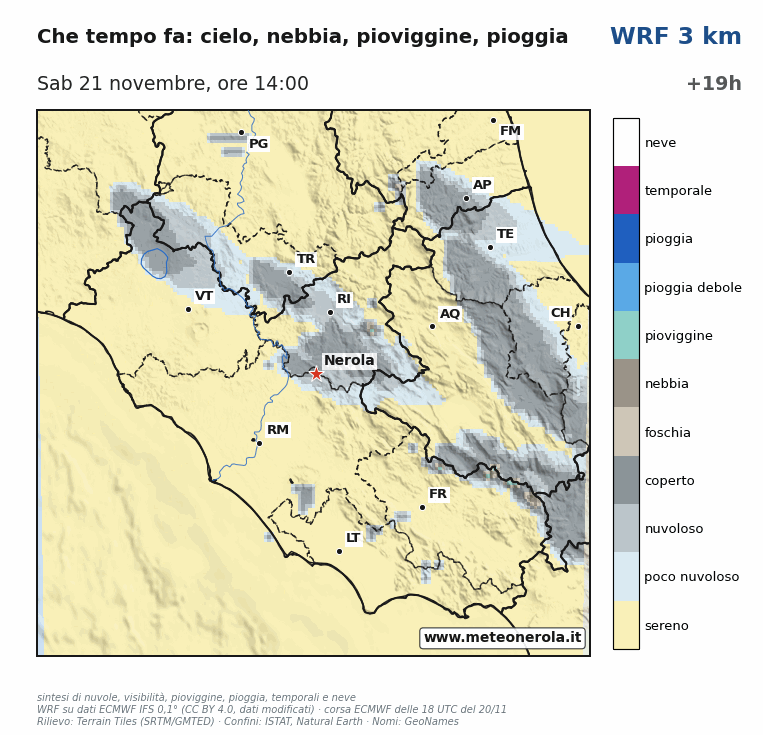 Che tempo fa: cielo, nebbia, pioviggine, pioggia
WRF 3 km
Sab 21 novembre, ore 14:00
+19h
FM
PG
AP
TE
TR
VT
RI
AQ
CH
Nerola
RM
FR
LT
www.meteonerola.it
neve
temporale
pioggia
pioggia debole
pioviggine
nebbia
foschia
coperto
nuvoloso
poco nuvoloso
sereno
sintesi di nuvole, visibilità, pioviggine, pioggia, temporali e neve
WRF su dati ECMWF IFS 0,1° (CC BY 4.0, dati modificati) · corsa ECMWF delle 18 UTC del 20/11
Rilievo: Terrain Tiles (SRTM/GMTED) · Confini: ISTAT, Natural Earth · Nomi: GeoNames